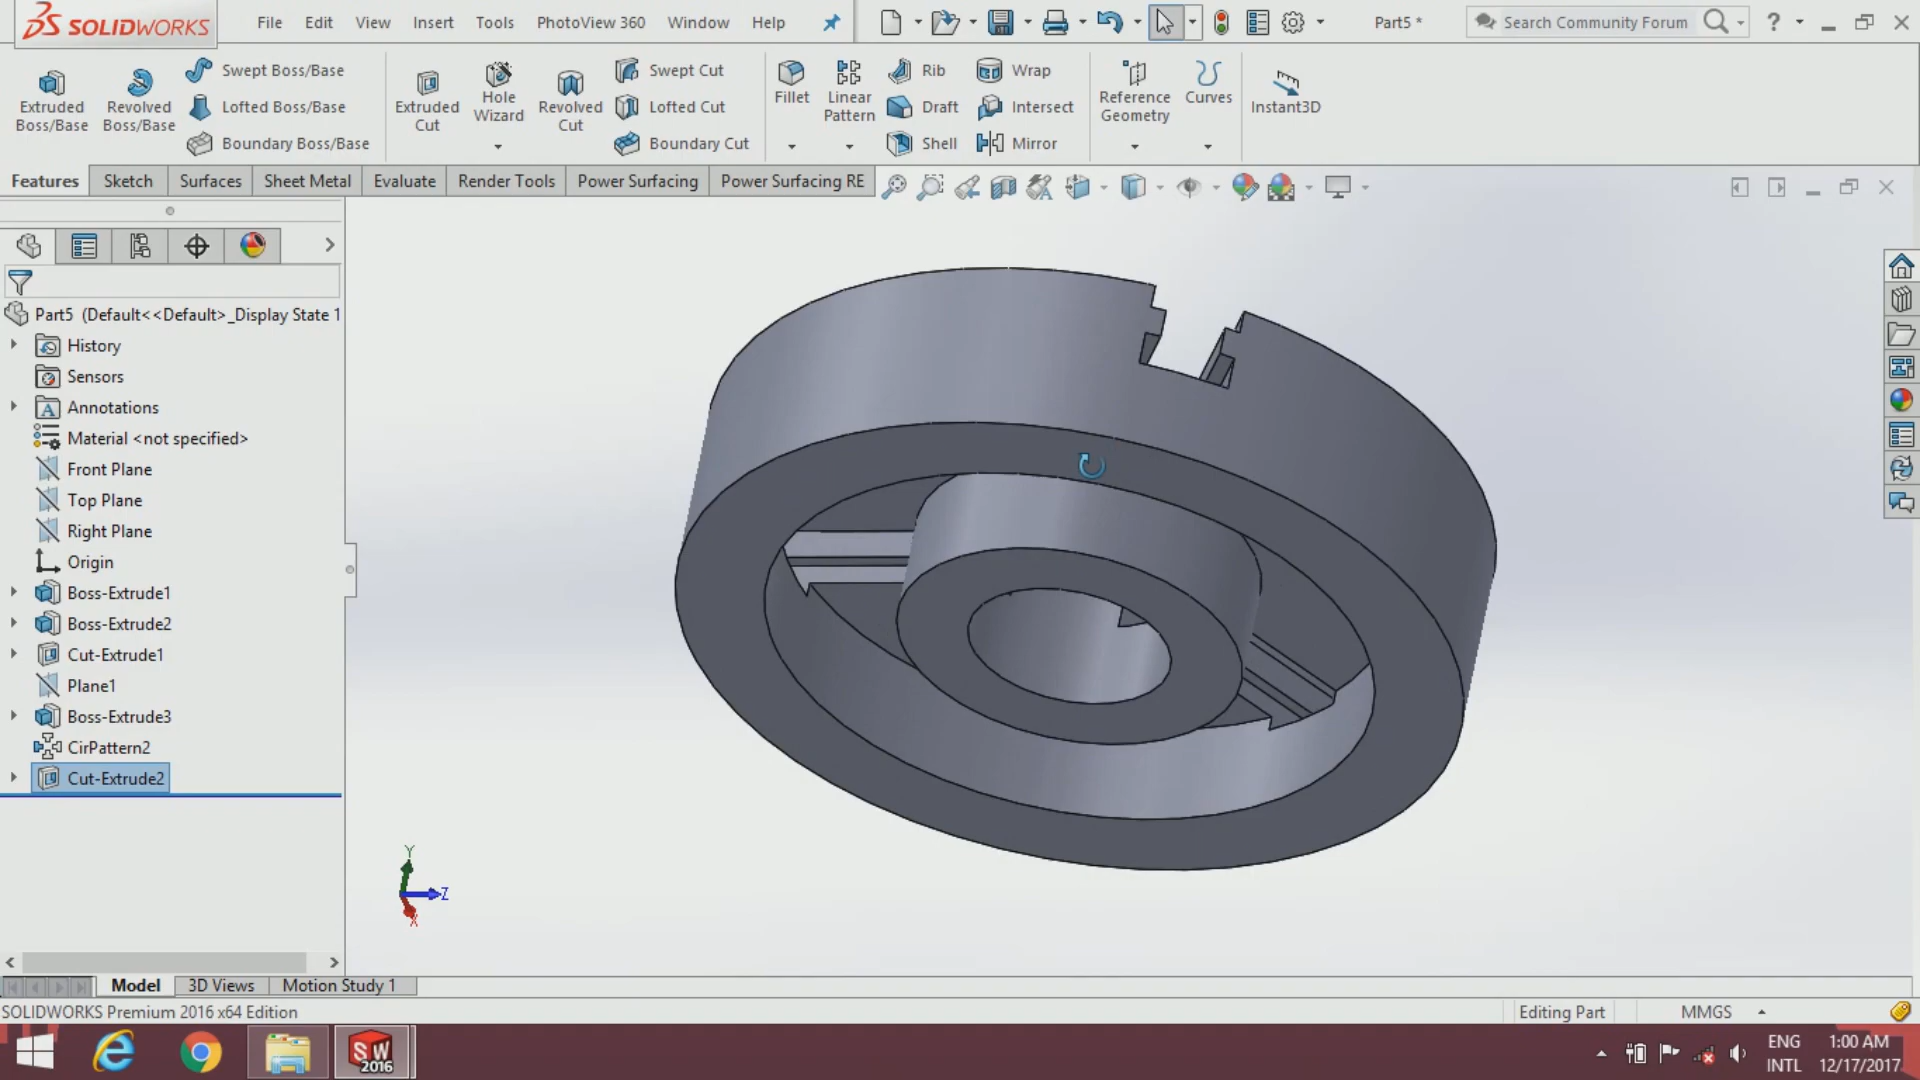 SOLIDWORKS File Edit View Insert Tools PhotoView 360 Window Help Part5 * Search Community Forum ?
Extruded Boss/Base
Revolved Boss/Base
Swept Boss/Base
Lofted Boss/Base
Boundary Boss/Base
Extruded Cut
Hole Wizard
Revolved Cut
Swept Cut
Lofted Cut
Boundary Cut
Fillet
Linear Pattern
Rib
Draft
Shell
Wrap
Intersect
Mirror
Reference Geometry
Curves
Instant3D
Features Sketch Surfaces Sheet Metal Evaluate Render Tools Power Surfacing Power Surfacing RE
Part5 (Default<<Default>_Display State 1
History
Sensors
Annotations
Material <not specified>
Front Plane
Top Plane
Right Plane
Origin
Boss-Extrude1
Boss-Extrude2
Cut-Extrude1
Plane1
Boss-Extrude3
CirPattern2
Cut-Extrude2
Y
Z
X
Model 3D Views Motion Study 1
SOLIDWORKS Premium 2016 x64 Edition Editing Part MMGS
SW 2016
ENG 1:00 AM
INTL 12/17/2017